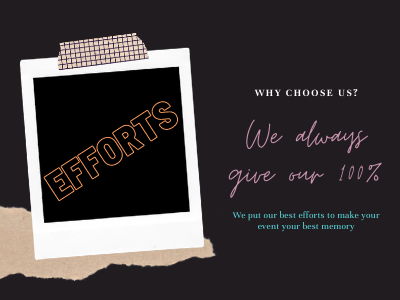 EFFORTS
WHY CHOOSE US?
We always
give our 100%
We put our best efforts to make your
event your best memory